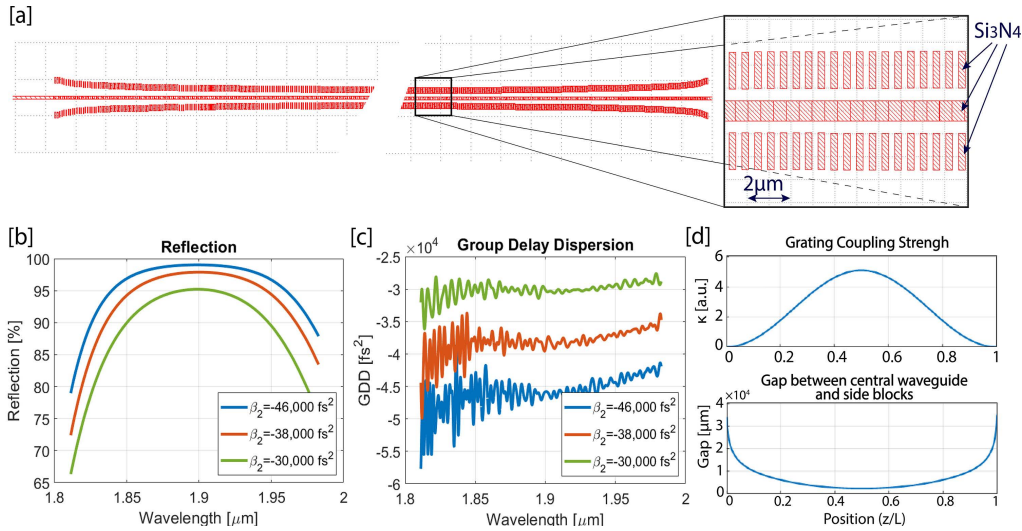 [a]
Si3N4
2μm
[b]
Reflection
Reflection [%]
100
95
90
85
80
75
70
65
1.8
1.85
1.9
1.95
2
Wavelength [μm]
β2=-46,000 fs2
β2=-38,000 fs2
β2=-30,000 fs2
[c]
×104
Group Delay Dispersion
GDD [fs2]
-2.5
-3
-3.5
-4
-4.5
-5
-5.5
-6
1.8
1.85
1.9
1.95
2
Wavelength [μm]
β2=-46,000 fs2
β2=-38,000 fs2
β2=-30,000 fs2
[d]
Grating Coupling Strengh
κ [a.u.]
6
4
2
0
0
0.2
0.4
0.6
0.8
1
Gap between central waveguide
and side blocks
×104
Gap [μm]
4
3
2
1
0
0
0.2
0.4
0.6
0.8
1
Position (z/L)